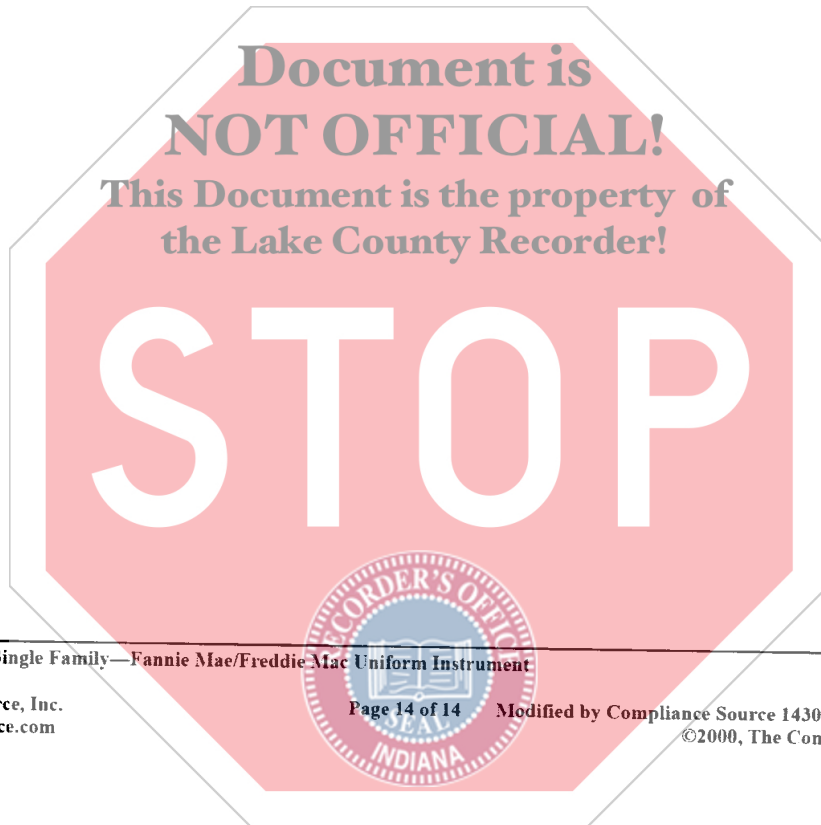 Document is
NOT OFFICIAL!
This Document is the property of
the Lake County Recorder!
STOP
RECORDER'S OFFICE
ingle Family—Fannie Mae/Freddie Mac Uniform Instrument
ce, Inc.
Page 14 of 14 Modified by Compliance Source 1430
ce.com
©2000, The Com
SEAL
INDIANA